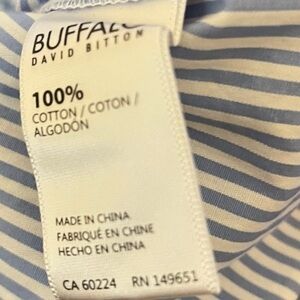 BUFFALO
DAVID BITTON
100%
COTTON / COTON /
ALGODÓN
MADE IN CHINA
FABRIQUÉ EN CHINE
HECHO EN CHINA
CA 60224 RN 149651